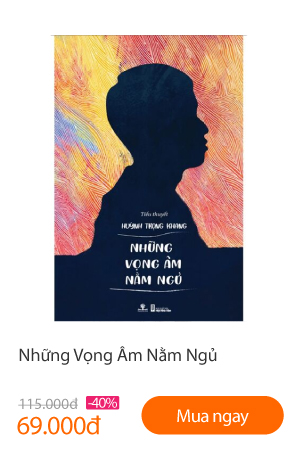 Tiểu thuyết
HUỲNH TRỌNG KHANG
NHỮNG
VỌNG ÂM
NẰM NGỦ
Những Vọng Âm Nằm Ngủ
115.000đ -40%
69.000đ
Mua ngay